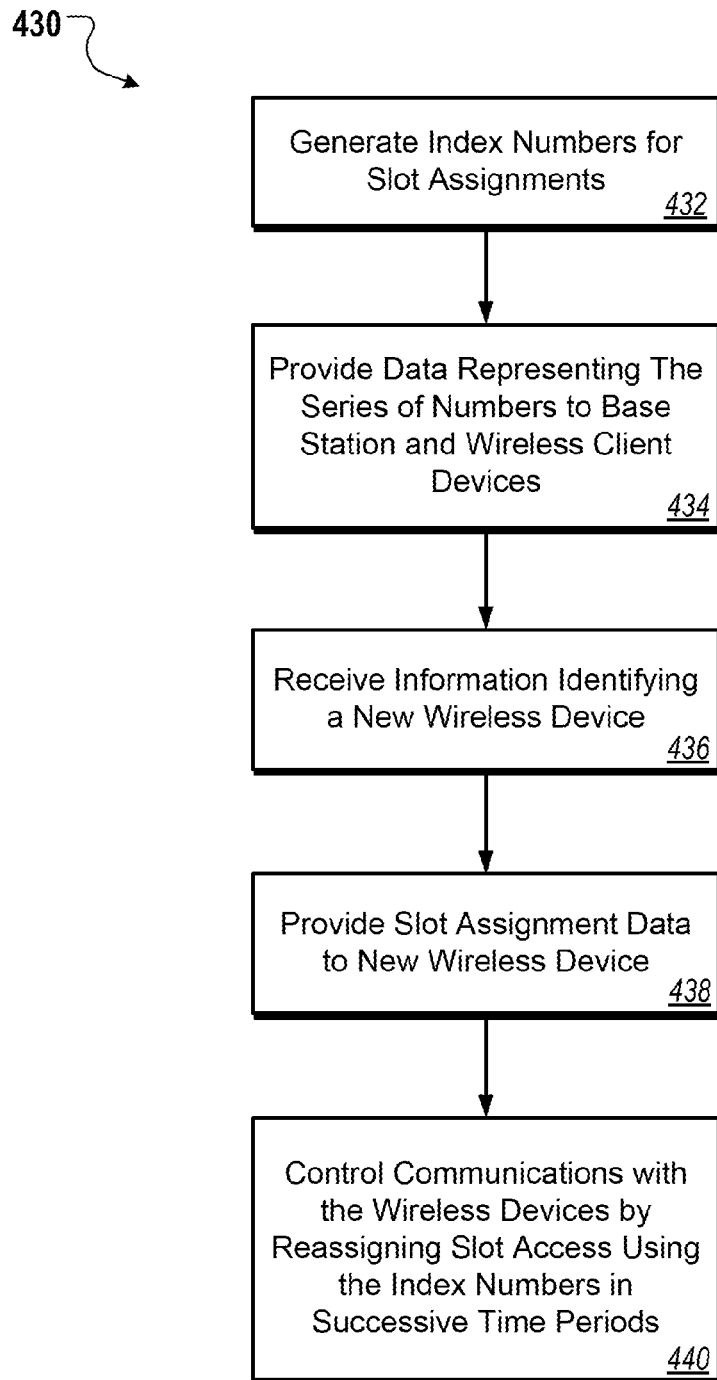 430
Generate Index Numbers for
Slot Assignments
432
Provide Data Representing The
Series of Numbers to Base
Station and Wireless Client
Devices
434
Receive Information Identifying
a New Wireless Device
436
Provide Slot Assignment Data
to New Wireless Device
438
Control Communications with
the Wireless Devices by
Reassigning Slot Access Using
the Index Numbers in
Successive Time Periods
440